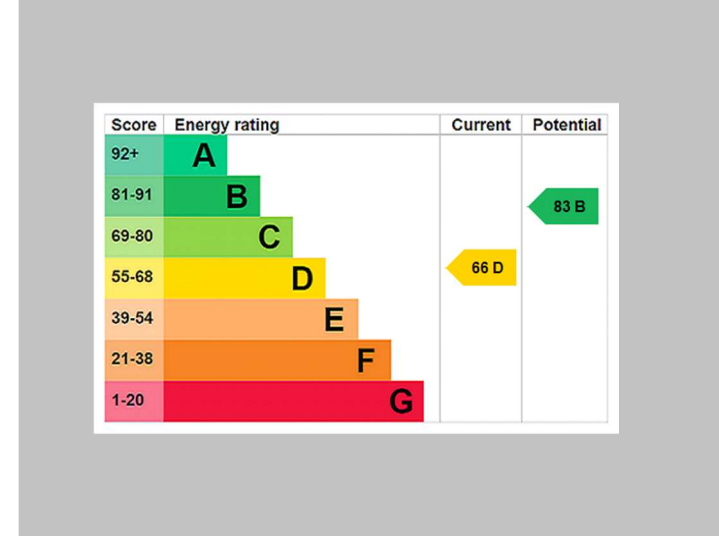 Score Energy rating Current Potential
92+ A
81-91 B 83 B
69-80 C
55-68 D 66 D
39-54 E
21-38 F
1-20 G